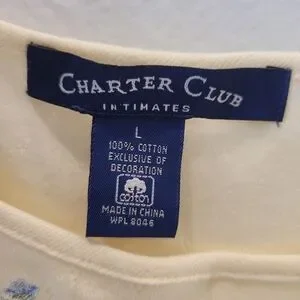 CHARTER CLUB
INTIMATES
L
100% COTTON
EXCLUSIVE OF
DECORATION
cotton
MADE IN CHINA
WPL 8046